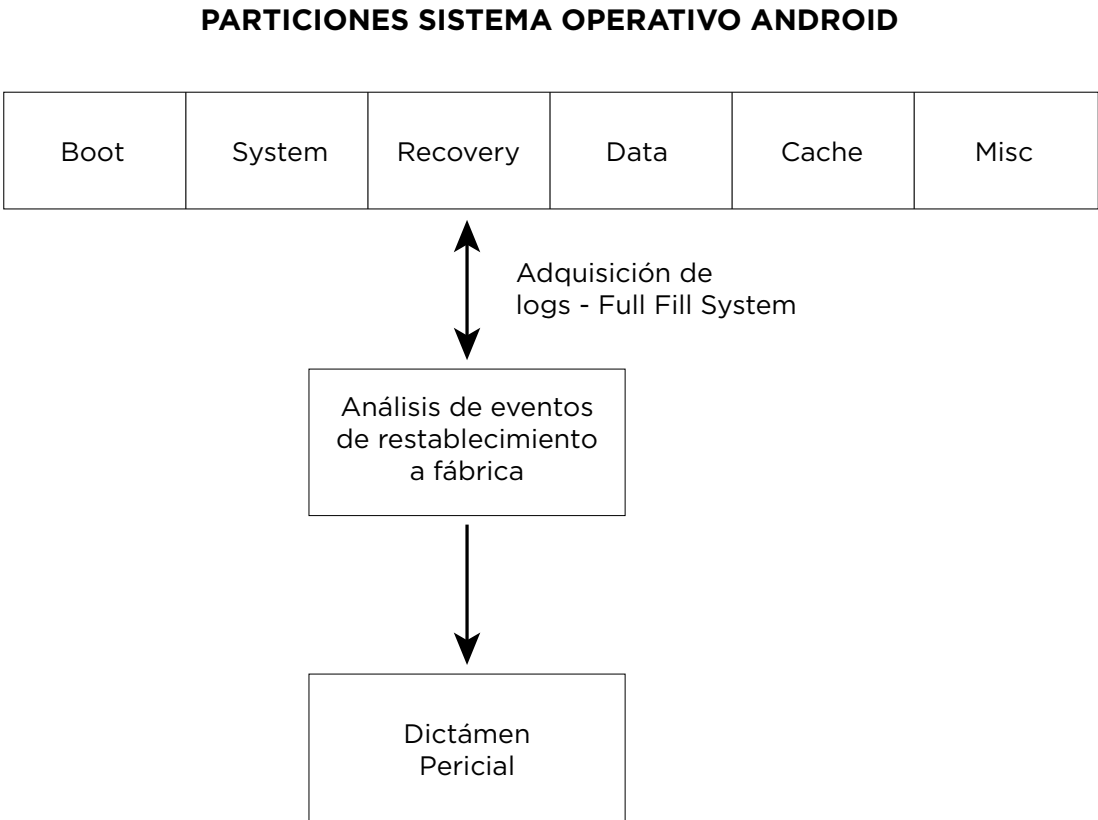 PARTICIONES SISTEMA OPERATIVO ANDROID
Boot
System
Recovery
Data
Cache
Misc
Adquisición de
logs - Full Fill System
Análisis de eventos
de restablecimiento
a fábrica
Dictámen
Pericial